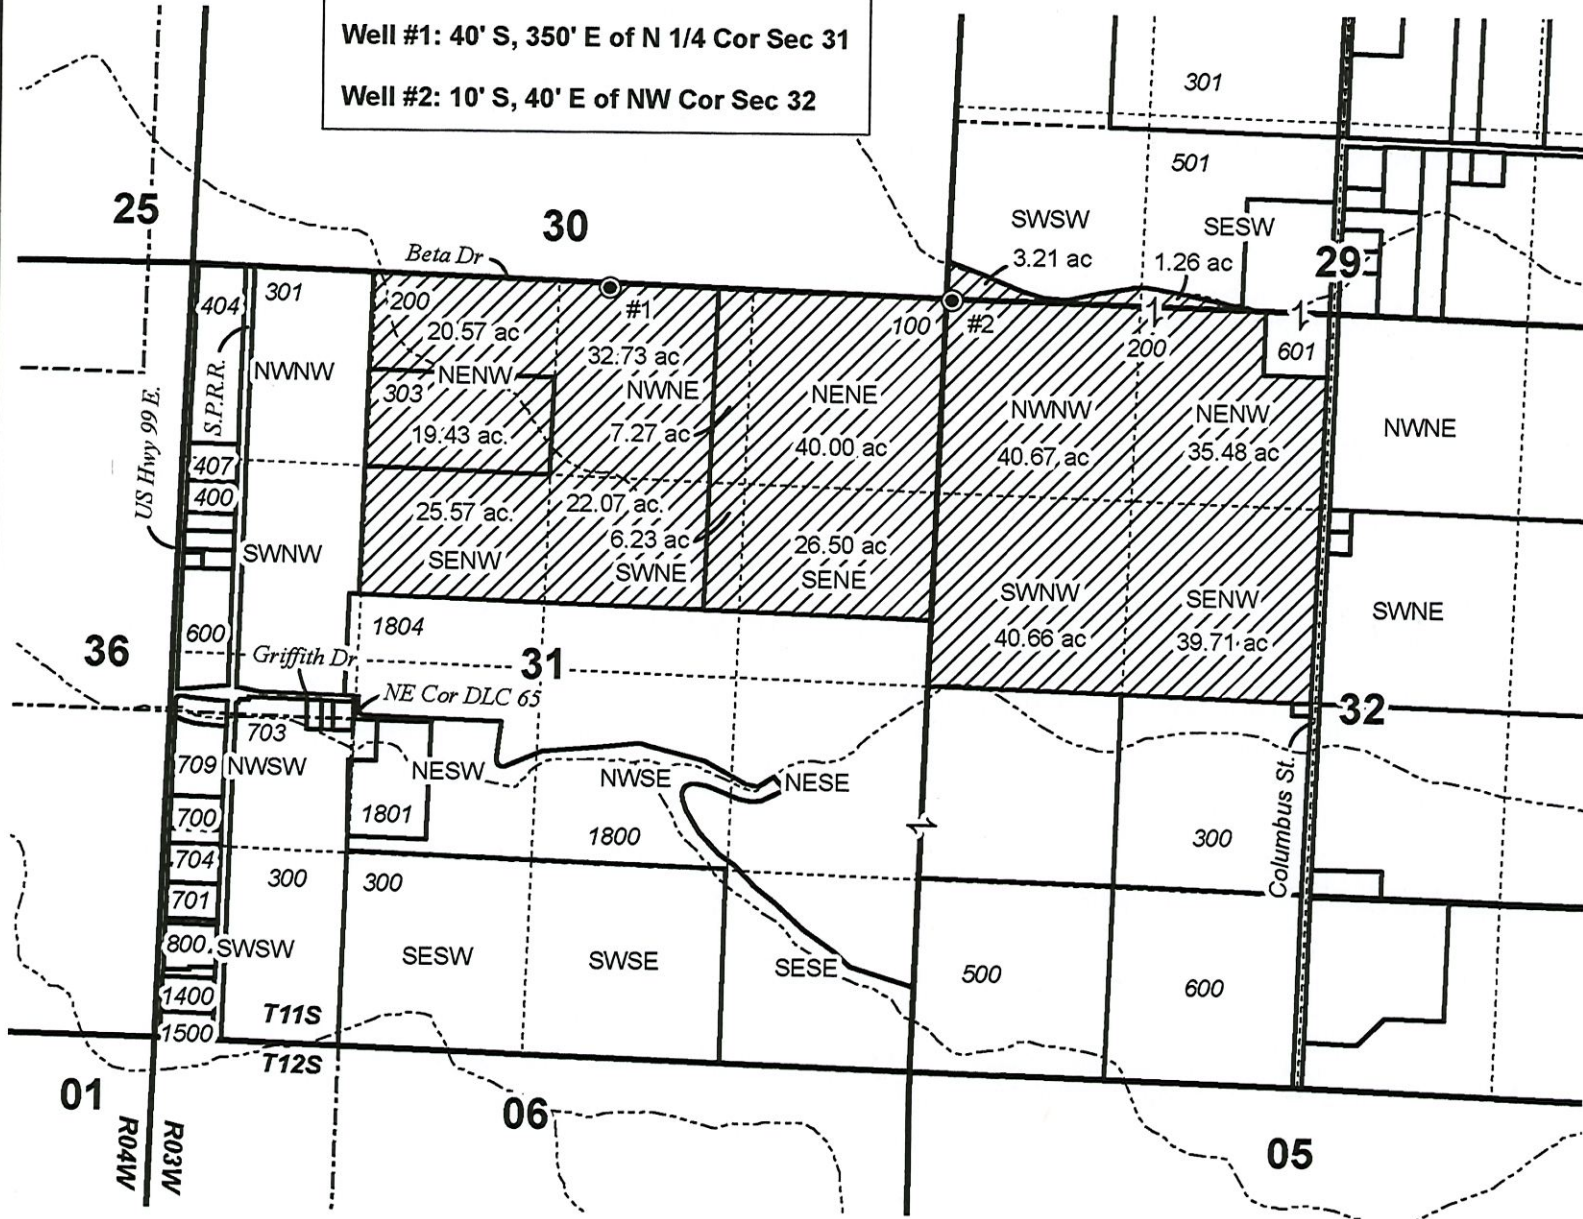 Well #1: 40' S, 350' E of N 1/4 Cor Sec 31
Well #2: 10' S, 40' E of NW Cor Sec 32
301
501
25
30
SWSW
SESW
29
Beta Dr
3.21 ac
1.26 ac
404
301
200
#1
100
#2
200
601
20.57 ac
32.73 ac
S.P.R.R.
NWNW
NENW
NWNE
NENE
NWNW
NENW
NWNE
303
19.43 ac.
7.27 ac
40.00 ac
40.67 ac
35.48 ac
US Hwy 99 E.
407
400
25.57 ac.
22.07 ac.
6.23 ac
26.50 ac
SWNW
SENW
SWNE
SENE
SWNW
SENW
SWNE
40.66 ac
39.71 ac
600
1804
36
Griffith Dr
31
NE Cor DLC 65
32
703
709
NWSW
NESW
NWSE
NESE
Columbus St.
700
1801
1800
300
704
300
300
701
800
SWSW
SESW
SWSE
SESE
500
600
1400
T11S
1500
T12S
01
06
05
R04W
R03W